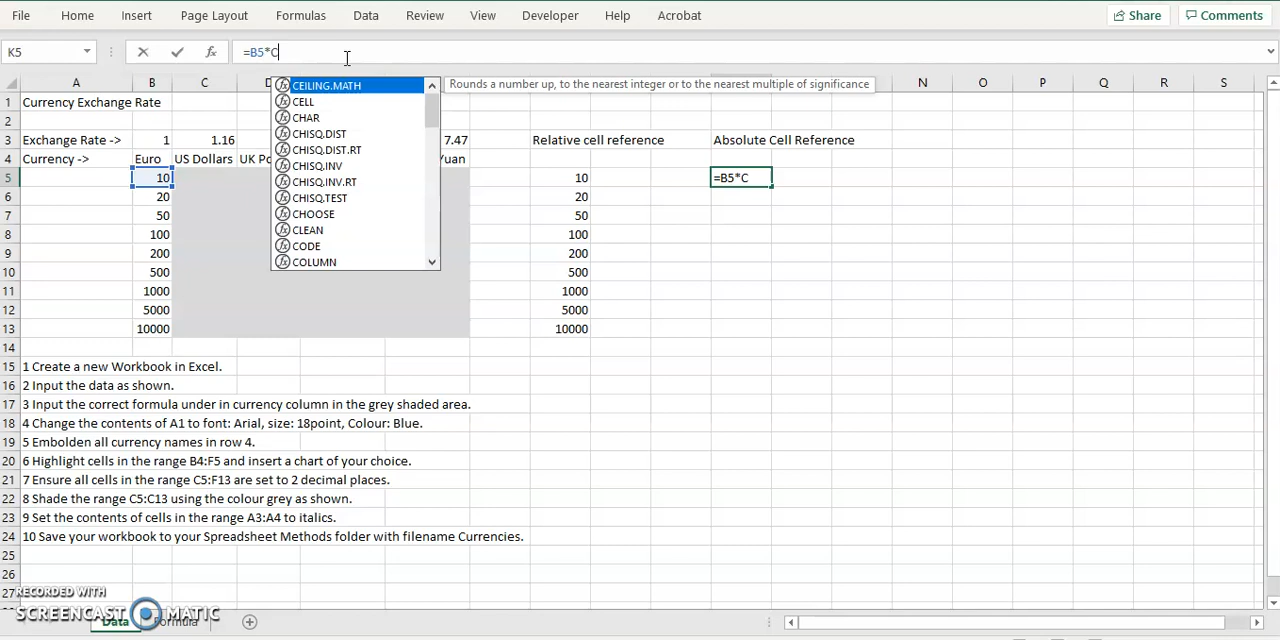 File Home Insert Page Layout Formulas Data Review View Developer Help Acrobat Share Comments
K5 fx =B5*C
A B C D N O P Q R S
CEILING.MATH Rounds a number up, to the nearest integer or to the nearest multiple of significance
CELL
CHAR
CHISQ.DIST
CHISQ.DIST.RT
CHISQ.INV
CHISQ.INV.RT
CHISQ.TEST
CHOOSE
CLEAN
CODE
COLUMN
1 Currency Exchange Rate
2
3 Exchange Rate -> 1 1.16 7.47 Relative cell reference Absolute Cell Reference
4 Currency -> Euro US Dollars UK Po Yuan
5 10 10 =B5*C
6 20 20
7 50 50
8 100 100
9 200 200
10 500 500
11 1000 1000
12 5000 5000
13 10000 10000
14
15 1 Create a new Workbook in Excel.
16 2 Input the data as shown.
17 3 Input the correct formula under in currency column in the grey shaded area.
18 4 Change the contents of A1 to font: Arial, size: 18point, Colour: Blue.
19 5 Embolden all currency names in row 4.
20 6 Highlight cells in the range B4:F5 and insert a chart of your choice.
21 7 Ensure all cells in the range C5:F13 are set to 2 decimal places.
22 8 Shade the range C5:C13 using the colour grey as shown.
23 9 Set the contents of cells in the range A3:A4 to italics.
24 10 Save your workbook to your Spreadsheet Methods folder with filename Currencies.
25
26
27
RECORDED WITH
SCREENCAST MATIC
Data Formula